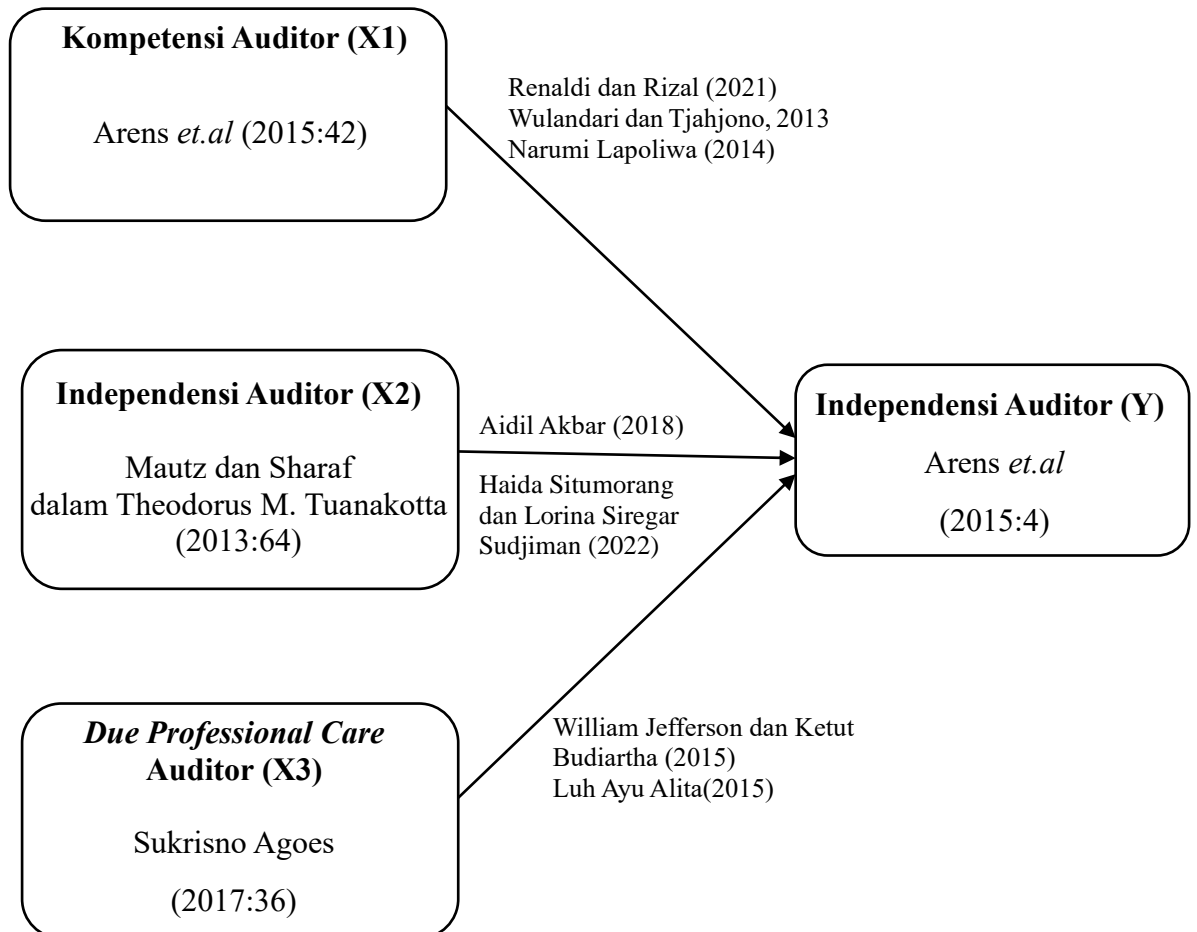 Kompetensi Auditor (X1)
Arens et.al (2015:42)
Renaldi dan Rizal (2021)
Wulandari dan Tjahjono, 2013
Narumi Lapoliwa (2014)
Independensi Auditor (X2)
Mautz dan Sharaf
dalam Theodorus M. Tuanakotta
(2013:64)
Aidil Akbar (2018)
Haida Situmorang
dan Lorina Siregar
Sudjiman (2022)
Independensi Auditor (Y)
Arens et.al
(2015:4)
Due Professional Care
Auditor (X3)
Sukrisno Agoes
(2017:36)
William Jefferson dan Ketut
Budiartha (2015)
Luh Ayu Alita(2015)